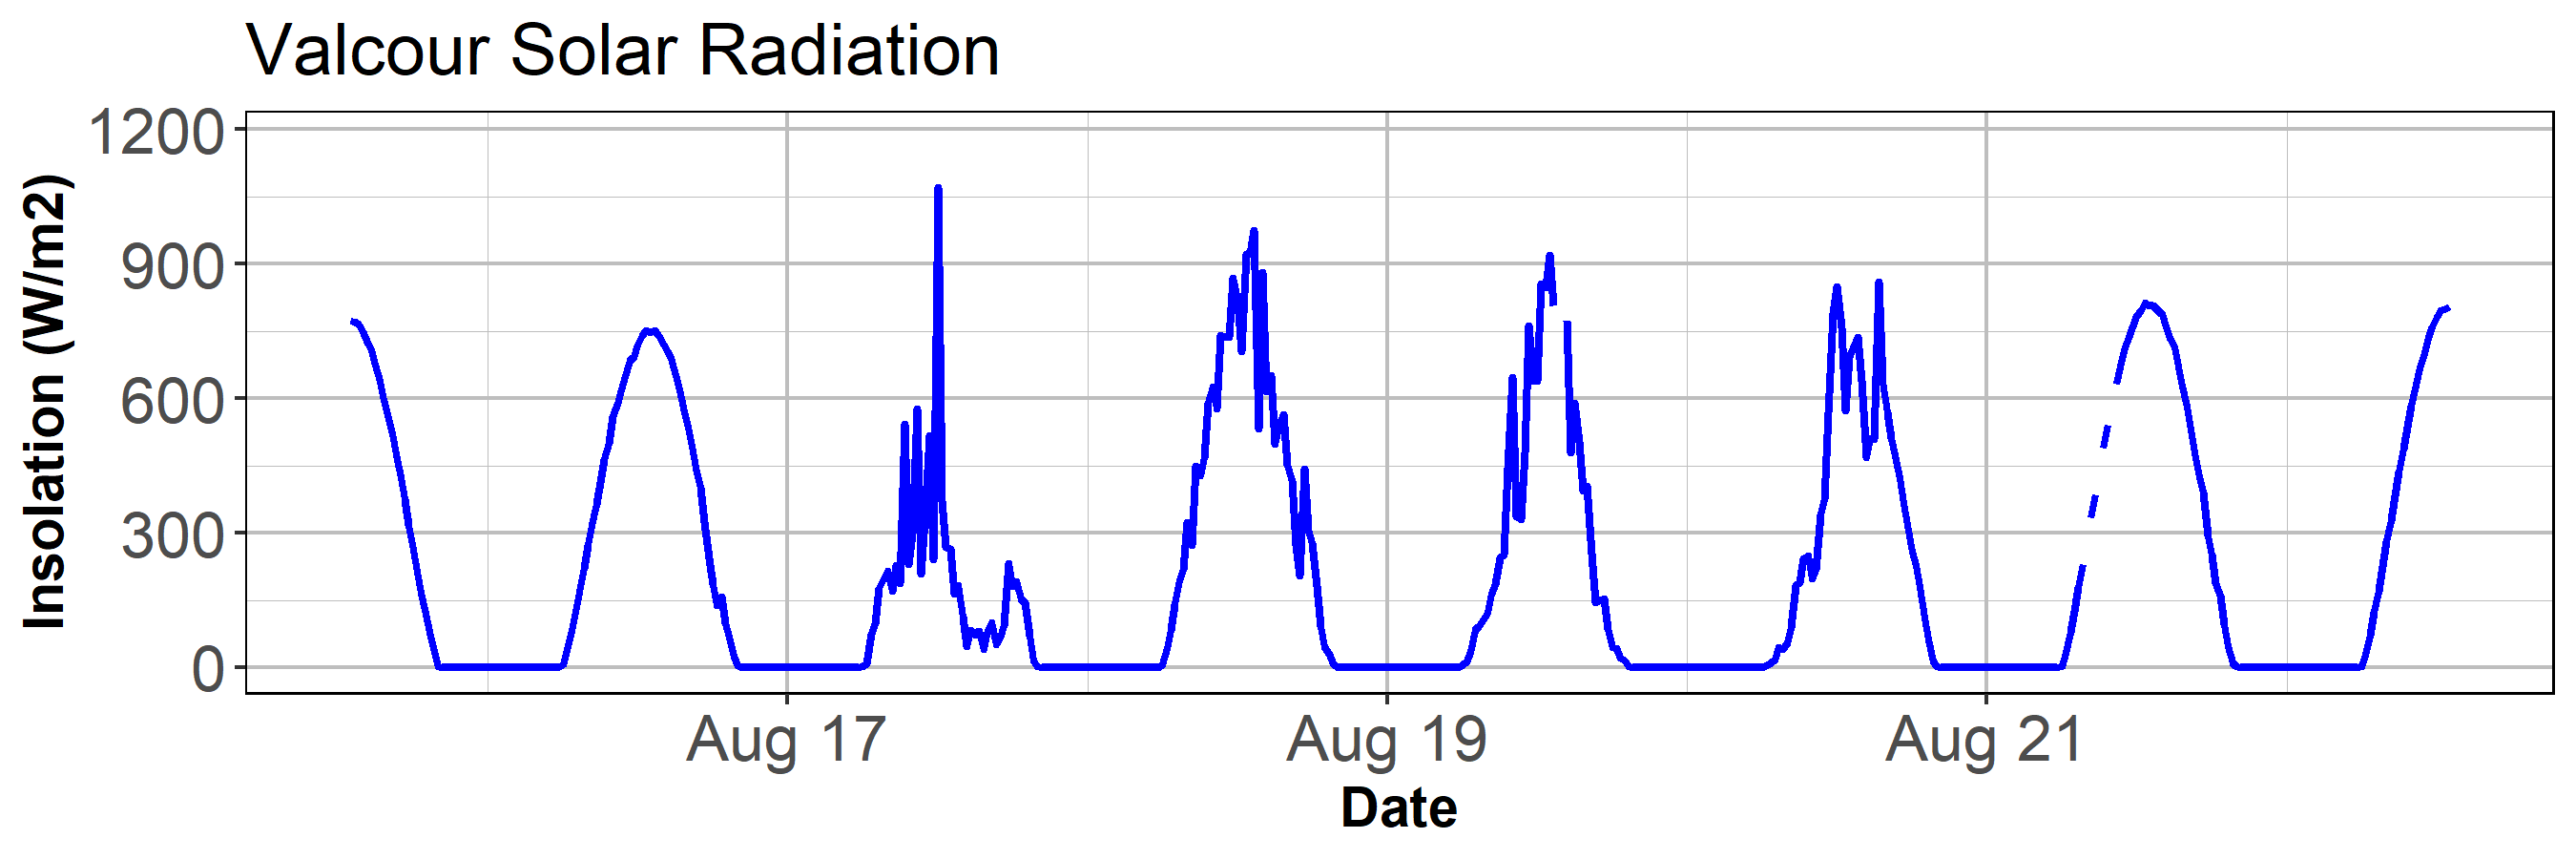 Valcour Solar Radiation
Insolation (W/m2)
1200
900
600
300
0
Aug 17
Aug 19
Aug 21
Date